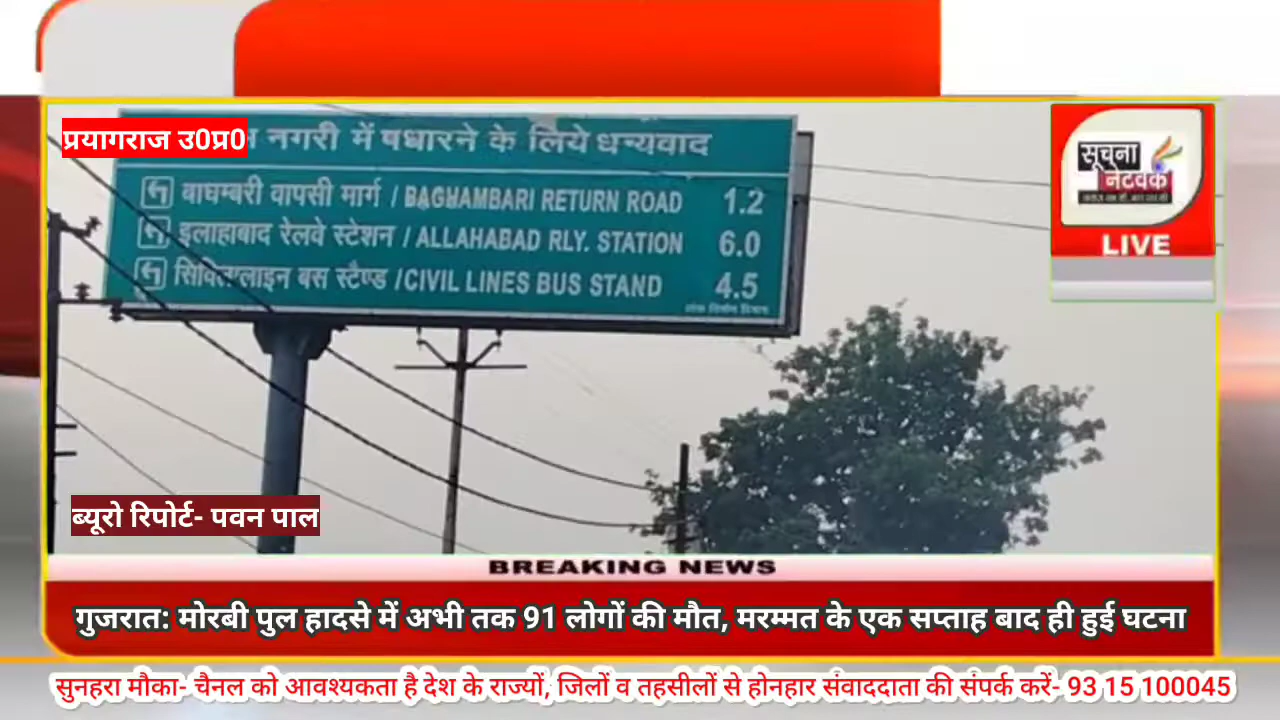 प्रयागराज उ0प्र0
नगरी में पधारने के लिये धन्यवाद
बाघम्बरी वापसी मार्ग / BAGHAMBARI RETURN ROAD 1.2
इलाहाबाद रेलवे स्टेशन / ALLAHABAD RLY. STATION 6.0
सिविल लाइन बस स्टैण्ड /CIVIL LINES BUS STAND 4.5
लोक निर्माण विभाग
सूचना
नेटवर्क
LIVE
ब्यूरो रिपोर्ट- पवन पाल
BREAKING NEWS
गुजरात: मोरबी पुल हादसे में अभी तक 91 लोगों की मौत, मरम्मत के एक सप्ताह बाद ही हुई घटना
सुनहरा मौका- चैनल को आवश्यकता है देश के राज्यों, जिलों व तहसीलों से होनहार संवाददाता की संपर्क करें- 93 15 100045